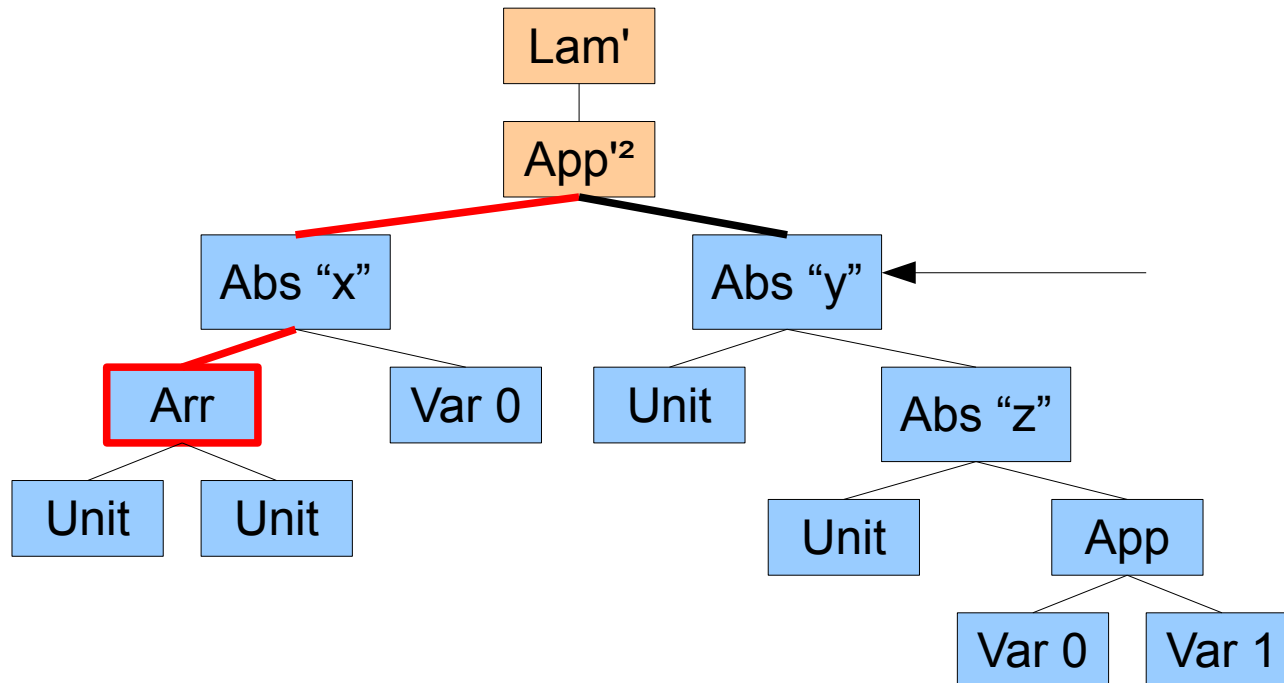 Lam'
App'²
Abs “x”
Abs “y”
Arr
Var 0
Unit
Abs “z”
Unit
Unit
Unit
App
Var 0
Var 1